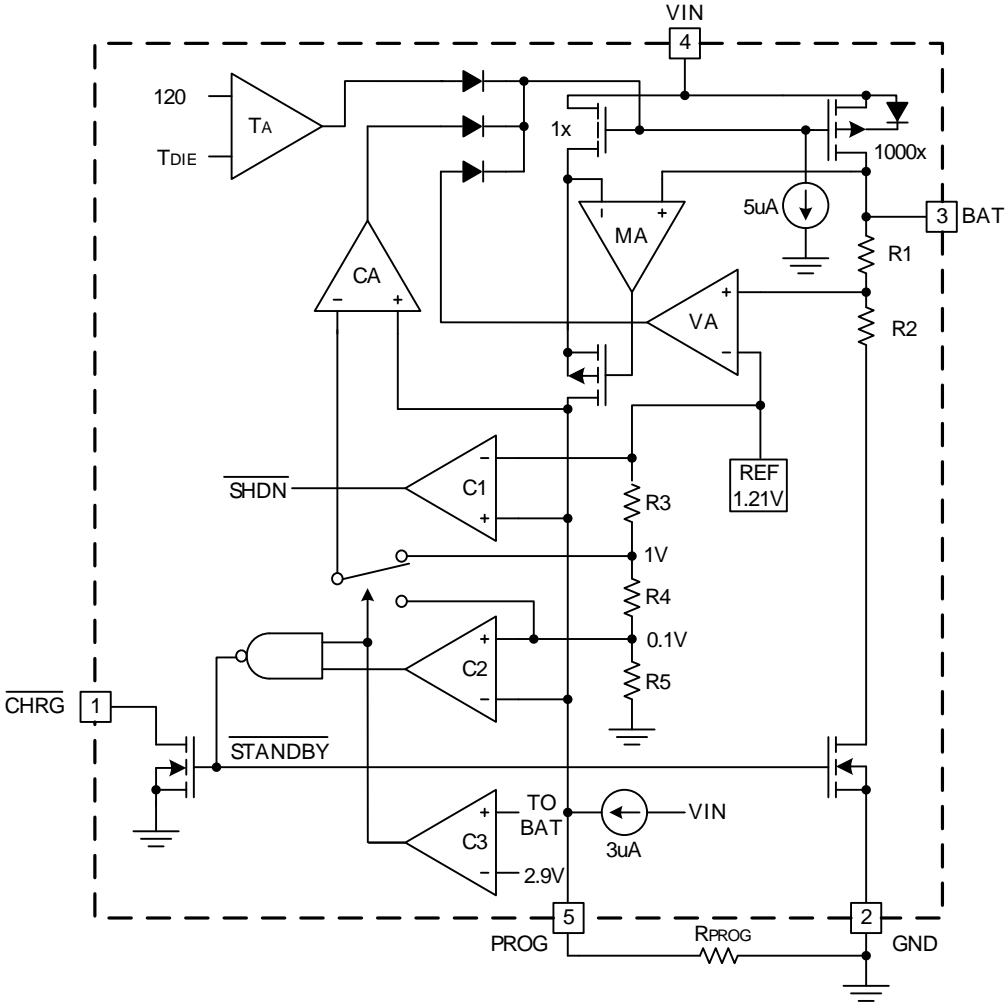 VIN
4
120
TA
TDIE
1x
1000x
5uA
3
BAT
MA
R1
CA
VA
R2
REF
1.21V
SHDN
C1
R3
1V
R4
0.1V
C2
R5
CHRG
1
STANDBY
TO
BAT
C3
VIN
3uA
2.9V
5
2
PROG
RPROG
GND